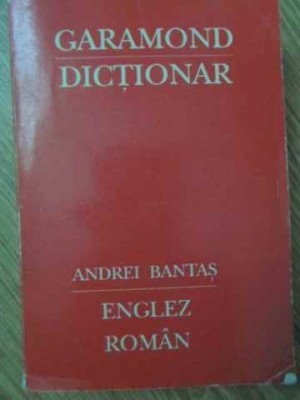 GARAMOND
DICȚIONAR
ANDREI BANTAȘ
ENGLEZ
ROMÂN